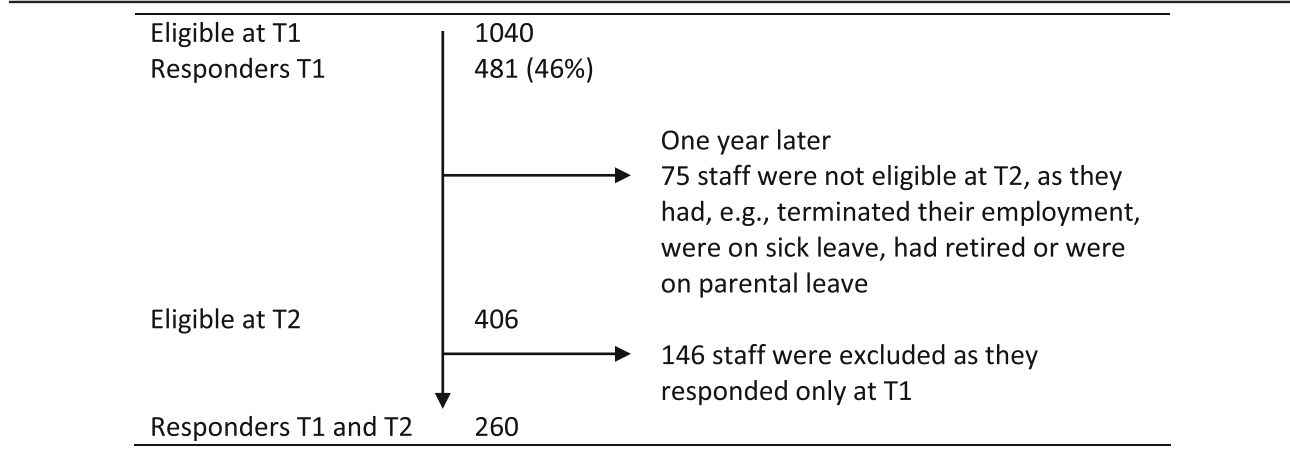 Eligible at T1 1040
Responders T1 481 (46%)
One year later
75 staff were not eligible at T2, as they
had, e.g., terminated their employment,
were on sick leave, had retired or were
on parental leave
Eligible at T2 406
146 staff were excluded as they
responded only at T1
Responders T1 and T2 260